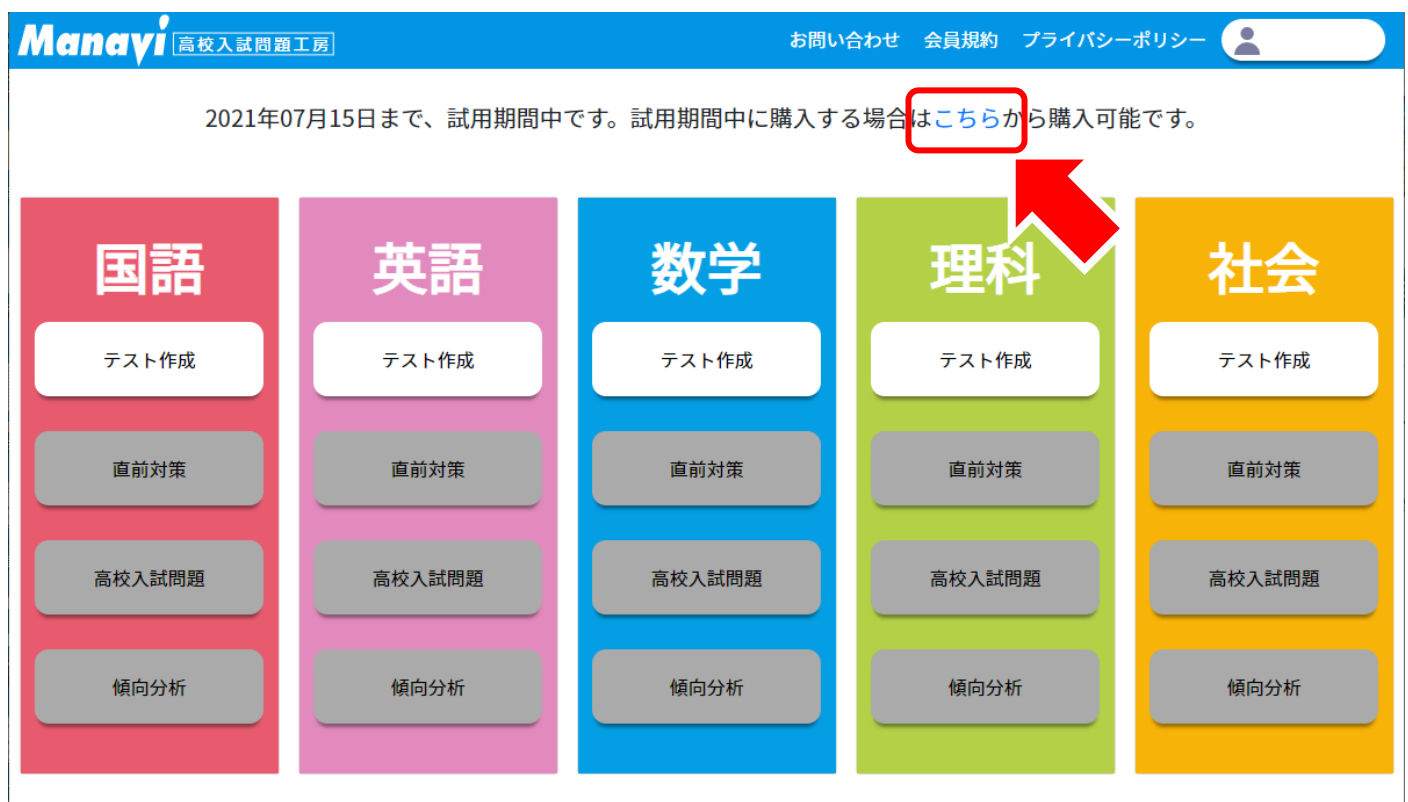 Manavi 高校入試問題工房
お問い合わせ 会員規約 プライバシーポリシー
2021年07月15日まで、試用期間中です。試用期間中に購入する場合はこちらから購入可能です。
国語 英語 数学 理科 社会
テスト作成 テスト作成 テスト作成 テスト作成 テスト作成
直前対策 直前対策 直前対策 直前対策 直前対策
高校入試問題 高校入試問題 高校入試問題 高校入試問題 高校入試問題
傾向分析 傾向分析 傾向分析 傾向分析 傾向分析